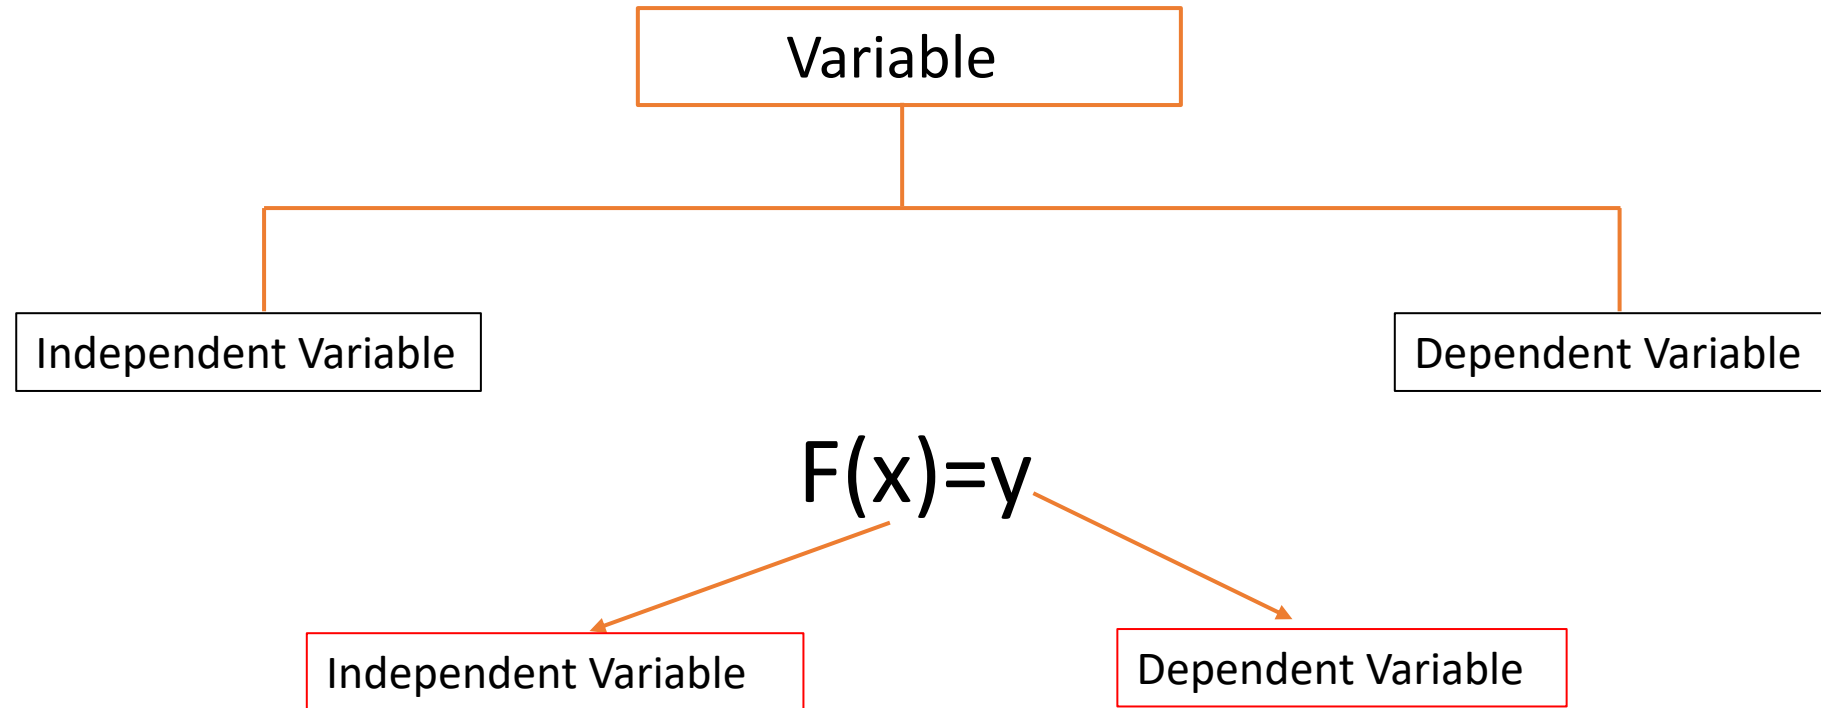 Variable
Independent Variable
Dependent Variable
F(x)=y
Independent Variable
Dependent Variable